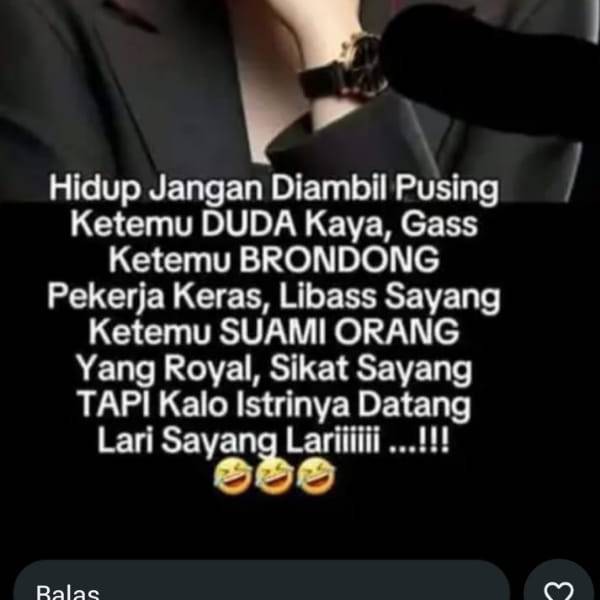 Hidup Jangan Diambil Pusing
Ketemu DUDA Kaya, Gass
Ketemu BRONDONG
Pekerja Keras, Libass Sayang
Ketemu SUAMI ORANG
Yang Royal, Sikat Sayang
TAPI Kalo Istrinya Datang
Lari Sayang Lariiiiiii ...!!!
🤣🤣🤣
Balas